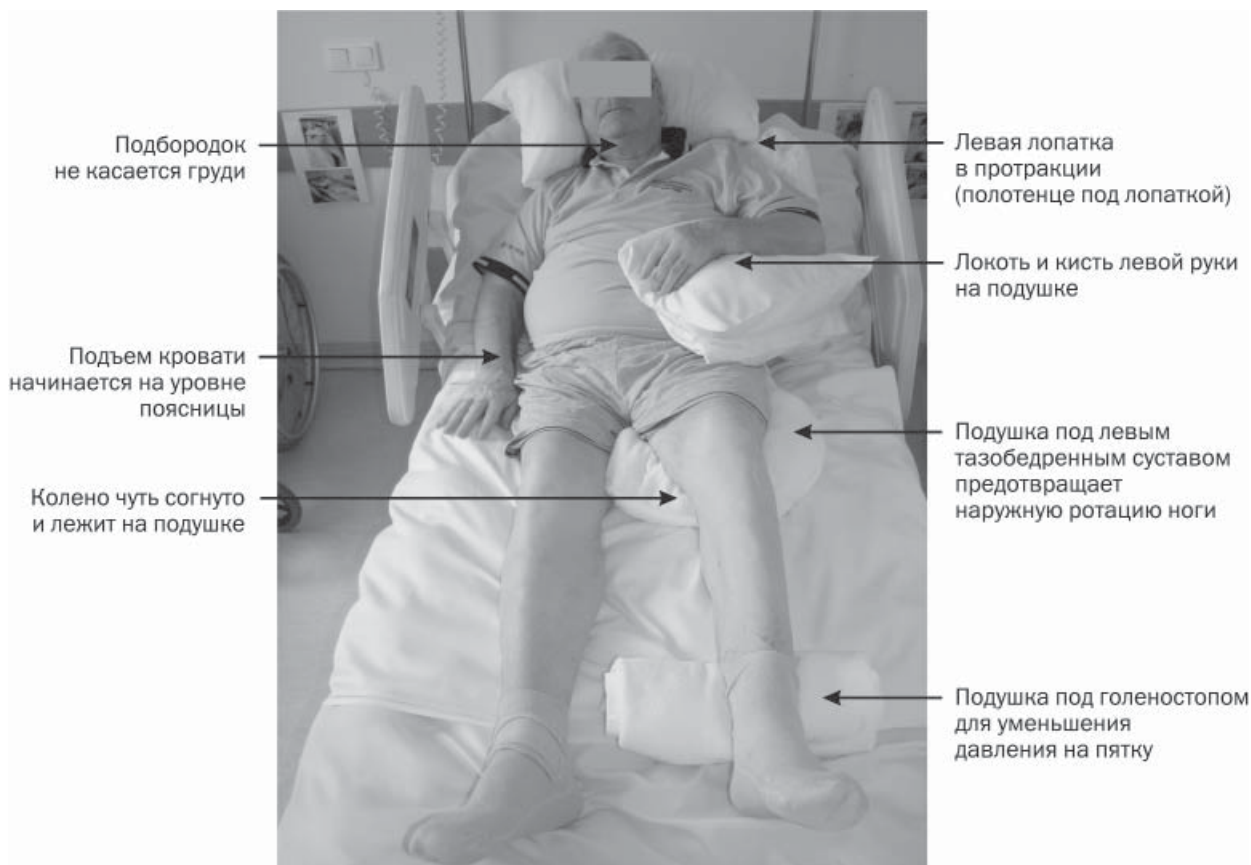 Подбородок
не касается груди
Подъем кровати
начинается на уровне
поясницы
Колено чуть согнуто
и лежит на подушке
Левая лопатка
в протракции
(полотенце под лопаткой)
Локоть и кисть левой руки
на подушке
Подушка под левым
тазобедренным суставом
предотвращает
наружную ротацию ноги
Подушка под голеностопом
для уменьшения
давления на пятку